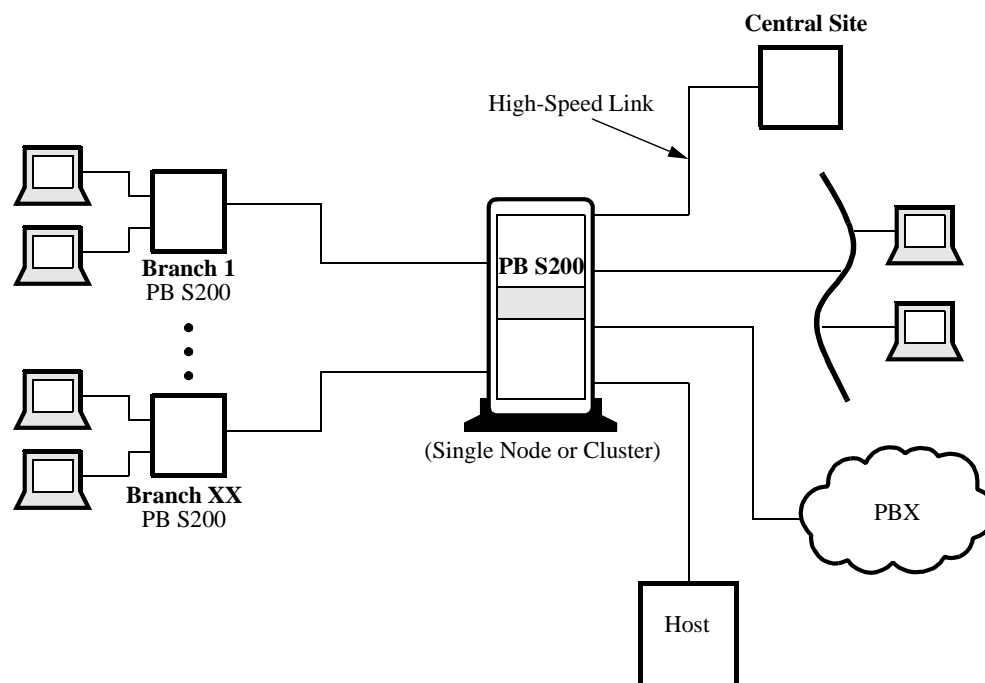 Central Site
High-Speed Link
Branch 1
PB S200
PB S200
Branch XX
PB S200
(Single Node or Cluster)
PBX
Host